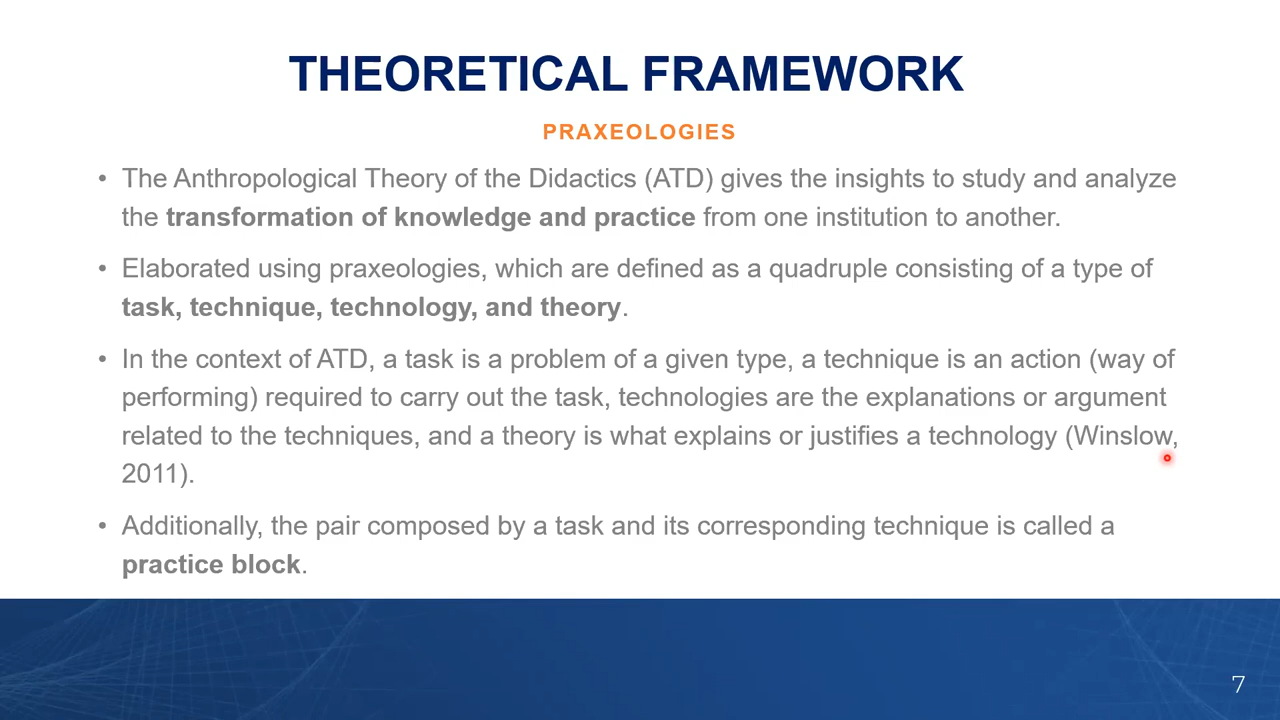 THEORETICAL FRAMEWORK
PRAXEOLOGIES
• The Anthropological Theory of the Didactics (ATD) gives the insights to study and analyze
the transformation of knowledge and practice from one institution to another.
• Elaborated using praxeologies, which are defined as a quadruple consisting of a type of
task, technique, technology, and theory.
• In the context of ATD, a task is a problem of a given type, a technique is an action (way of
performing) required to carry out the task, technologies are the explanations or argument
related to the techniques, and a theory is what explains or justifies a technology (Winslow,
2011).
• Additionally, the pair composed by a task and its corresponding technique is called a
practice block.
7